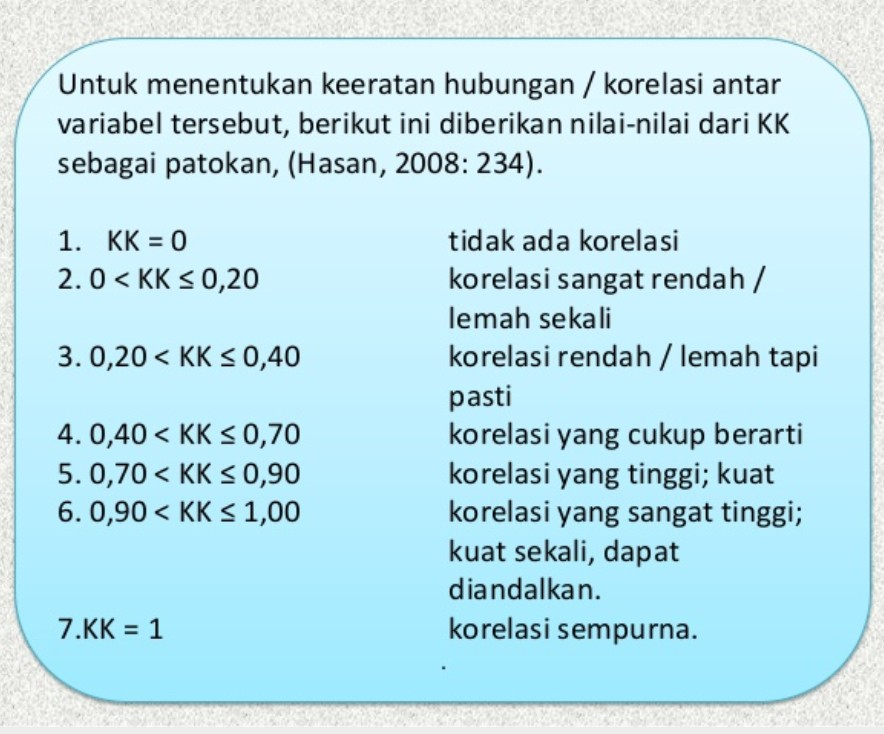 Untuk menentukan keeratan hubungan / korelasi antar
variabel tersebut, berikut ini diberikan nilai-nilai dari KK
sebagai patokan, (Hasan, 2008: 234).
1. KK = 0 tidak ada korelasi
2. 0 < KK ≤ 0,20 korelasi sangat rendah /
lemah sekali
3. 0,20 < KK ≤ 0,40 korelasi rendah / lemah tapi
pasti
4. 0,40 < KK ≤ 0,70 korelasi yang cukup berarti
5. 0,70 < KK ≤ 0,90 korelasi yang tinggi; kuat
6. 0,90 < KK ≤ 1,00 korelasi yang sangat tinggi;
kuat sekali, dapat
diandalkan.
7.KK = 1 korelasi sempurna.
.